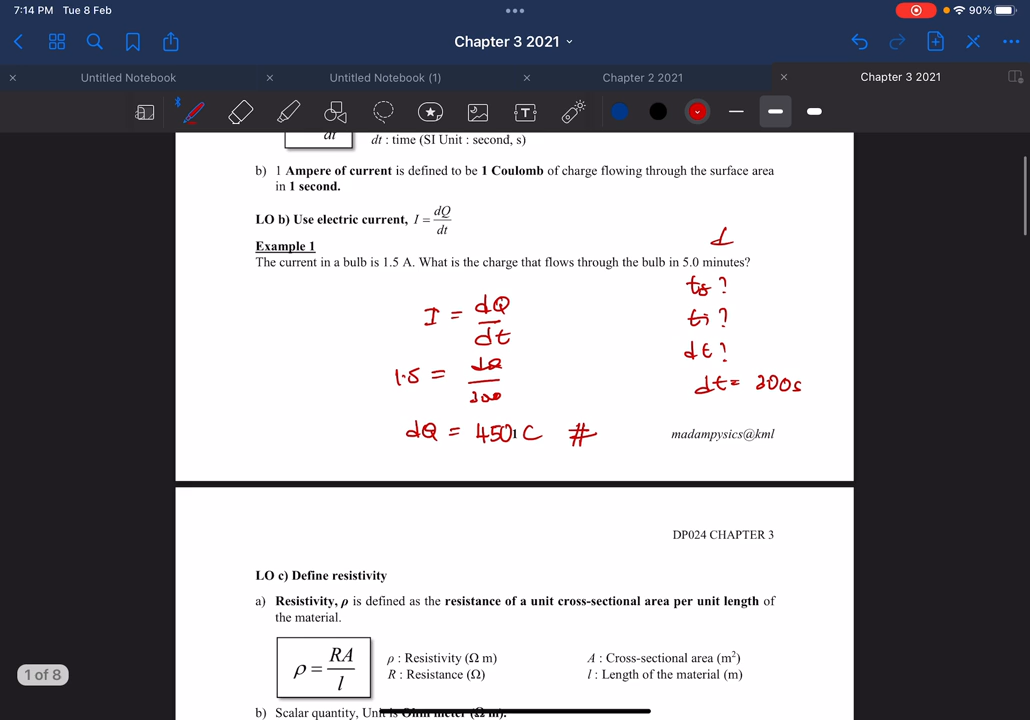 7:14 PM Tue 8 Feb
90%
Chapter 3 2021
Untitled Notebook
Untitled Notebook (1)
Chapter 2 2021
Chapter 3 2021
dt
dt : time (SI Unit : second, s)
b) 1 Ampere of current is defined to be 1 Coulomb of charge flowing through the surface area
in 1 second.
LO b) Use electric current, I = dQ/dt
Example 1
The current in a bulb is 1.5 A. What is the charge that flows through the bulb in 5.0 minutes?
I = dQ/dt
1.5 = dQ/300
dQ = 450 C #
ti ?
dt ?
dt = 300s
madampysics@kml
DP024 CHAPTER 3
LO c) Define resistivity
a) Resistivity, ρ is defined as the resistance of a unit cross-sectional area per unit length of
the material.
ρ = RA/l
ρ : Resistivity (Ω m)
R : Resistance (Ω)
A : Cross-sectional area (m²)
l : Length of the material (m)
1 of 8
b) Scalar quantity, Unit is Ohm meter (Ω m).